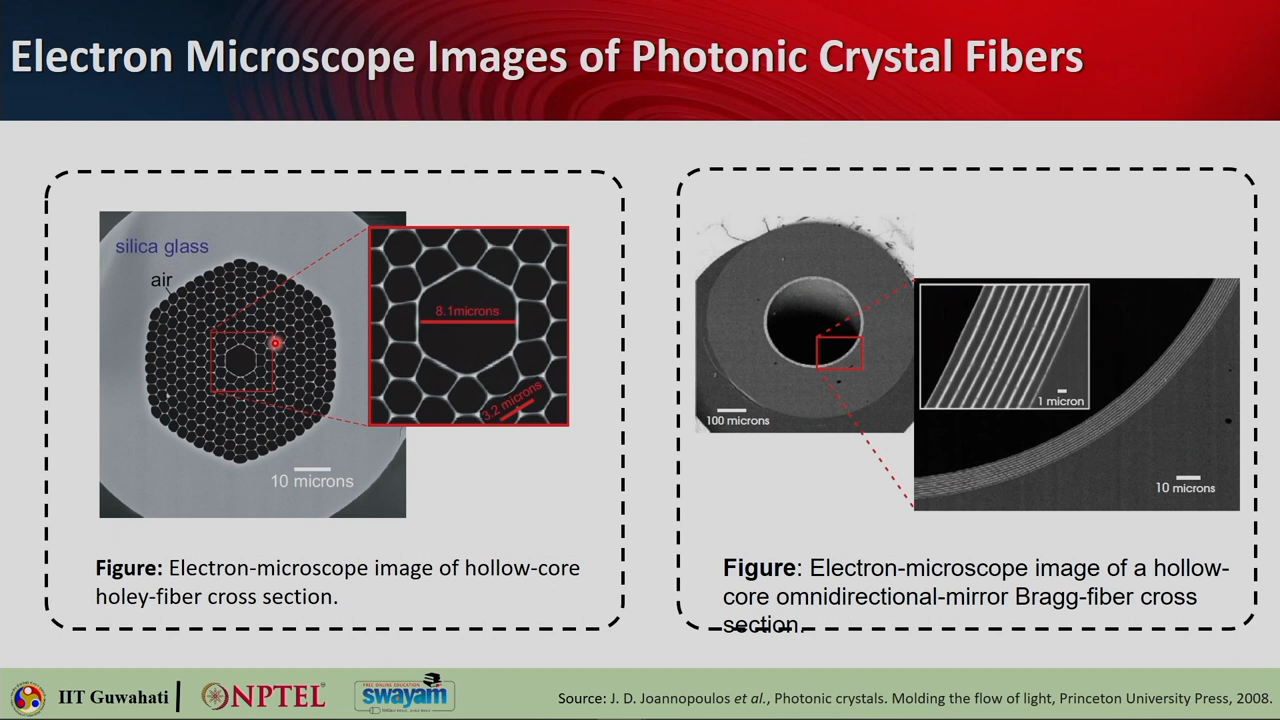 Electron Microscope Images of Photonic Crystal Fibers
silica glass
air
8.1microns
3.2 microns
10 microns
Figure: Electron-microscope image of hollow-core
holey-fiber cross section.
100 microns
1 micron
10 microns
Figure: Electron-microscope image of a hollow-
core omnidirectional-mirror Bragg-fiber cross
section.
IIT Guwahati
NPTEL
FREE ONLINE EDUCATION
swayam
Source: J. D. Joannopoulos et al., Photonic crystals. Molding the flow of light, Princeton University Press, 2008.